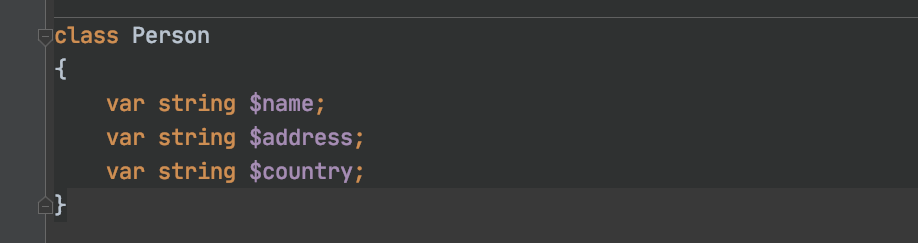 class Person
{
    var string $name;
    var string $address;
    var string $country;
}